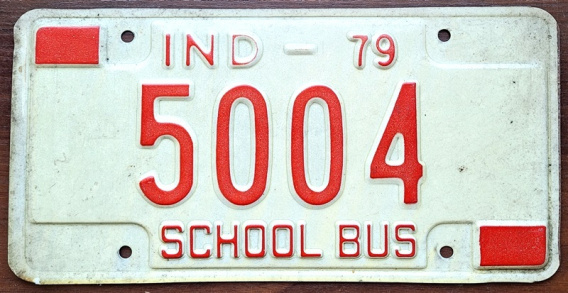 IND - 79
5004
SCHOOL BUS